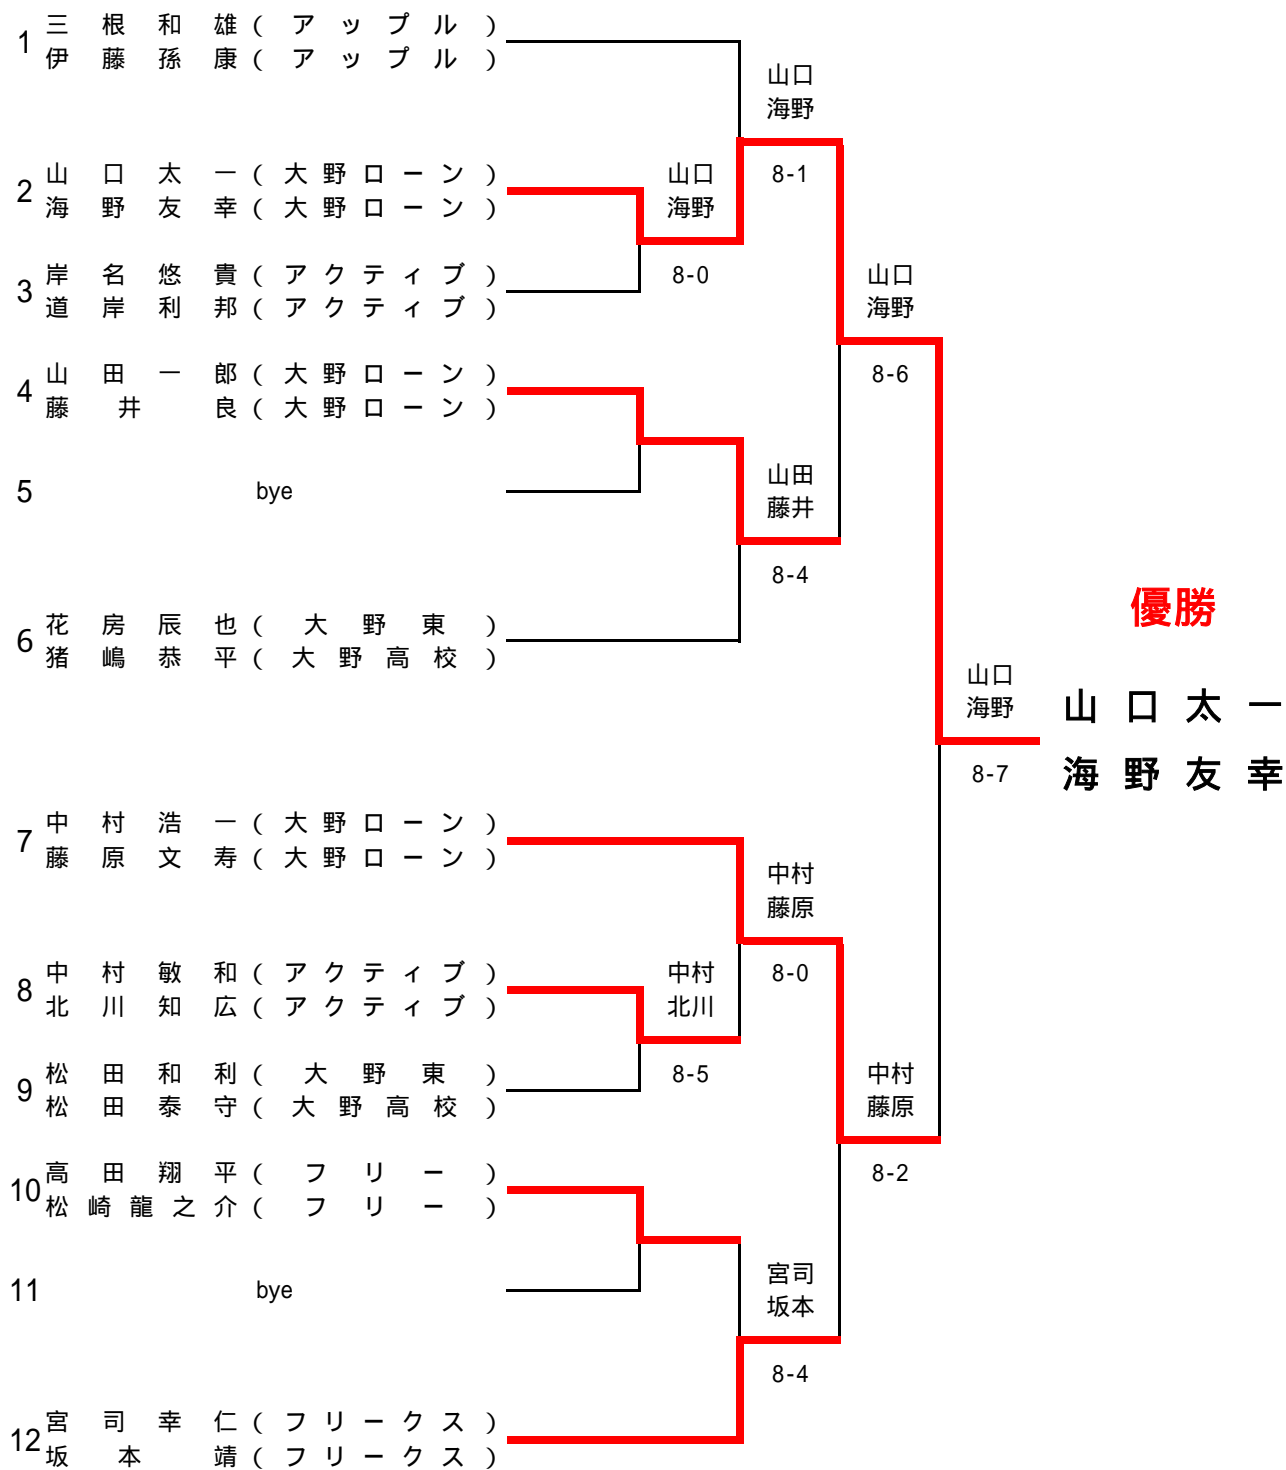 1 三根和雄(アップル)
伊藤孫康(アップル)
山口
海野
8-1
2 山口太一(大野ローン)
海野友幸(大野ローン)
山口
海野
8-0
3 岸名悠貴(アクティブ)
道岸利邦(アクティブ)
山口
海野
8-6
4 山田一郎(大野ローン)
藤井良(大野ローン)
5 bye
山田
藤井
8-4
6 花房辰也(大野東)
猪嶋恭平(大野高校)
山口
海野
8-7
優勝
山口太一
海野友幸
7 中村浩一(大野ローン)
藤原文寿(大野ローン)
中村
藤原
8-0
8 中村敏和(アクティブ)
北川知広(アクティブ)
中村
北川
8-5
9 松田和利(大野東)
松田泰守(大野高校)
中村
藤原
8-2
10 高田翔平(フリー)
松崎龍之介(フリー)
11 bye
宮司
坂本
8-4
12 宮司幸仁(フリークス)
坂本靖(フリークス)